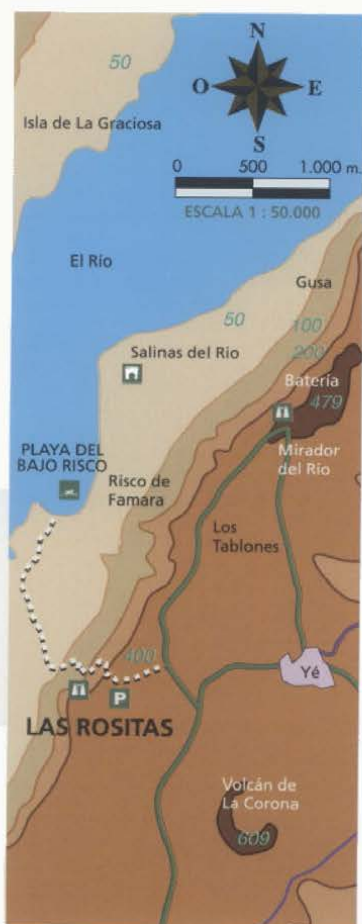 N
50
O
E
Isla de La Graciosa
S
0 500 1.000 m.
ESCALA 1 : 50.000
El Río
Gusa
50
100
200
Salinas del Rio
Batería
479
PLAYA DEL
BAJO RISCO
Mirador
del Río
Risco de
Famara
Los
Tablones
400
Yé
P
LAS ROSITAS
Volcán de
La Corona
609